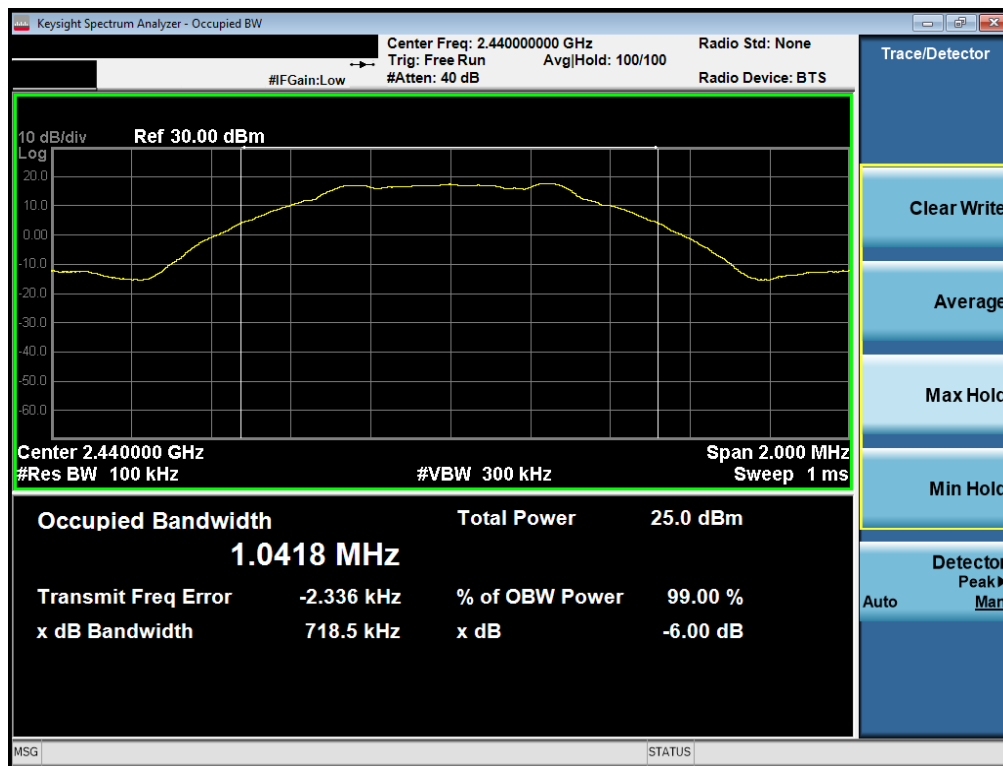 Keysight Spectrum Analyzer - Occupied BW
Center Freq: 2.440000000 GHz
Radio Std: None
Trig: Free Run
Avg|Hold: 100/100
#IFGain:Low
#Atten: 40 dB
Radio Device: BTS
Trace/Detector
10 dB/div
Ref 30.00 dBm
Log
20.0
10.0
0.00
-10.0
-20.0
-30.0
-40.0
-50.0
-60.0
Center 2.440000 GHz
Span 2.000 MHz
#Res BW 100 kHz
#VBW 300 kHz
Sweep 1 ms
Occupied Bandwidth
1.0418 MHz
Total Power 25.0 dBm
Transmit Freq Error -2.336 kHz
% of OBW Power 99.00 %
x dB Bandwidth 718.5 kHz
x dB -6.00 dB
Clear Write
Average
Max Hold
Min Hold
Detector
Peak▶
Auto Man
MSG
STATUS